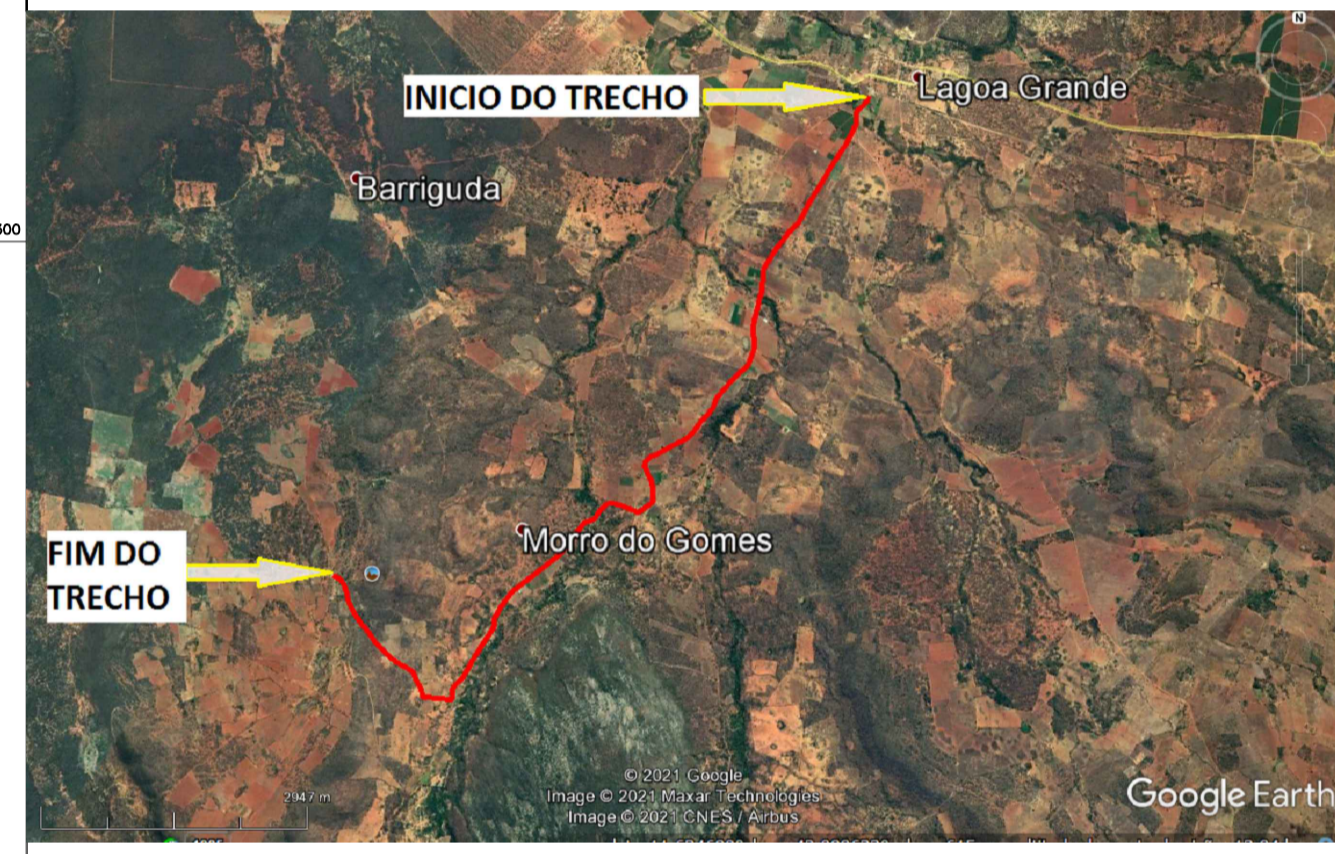 INICIO DO TRECHO
Lagoa Grande
N
Barriguda
Morro do Gomes
FIM DO
TRECHO
2947 m
© 2021 Google
Image © 2021 Maxar Technologies
Image © 2021 CNES / Airbus
Google Earth